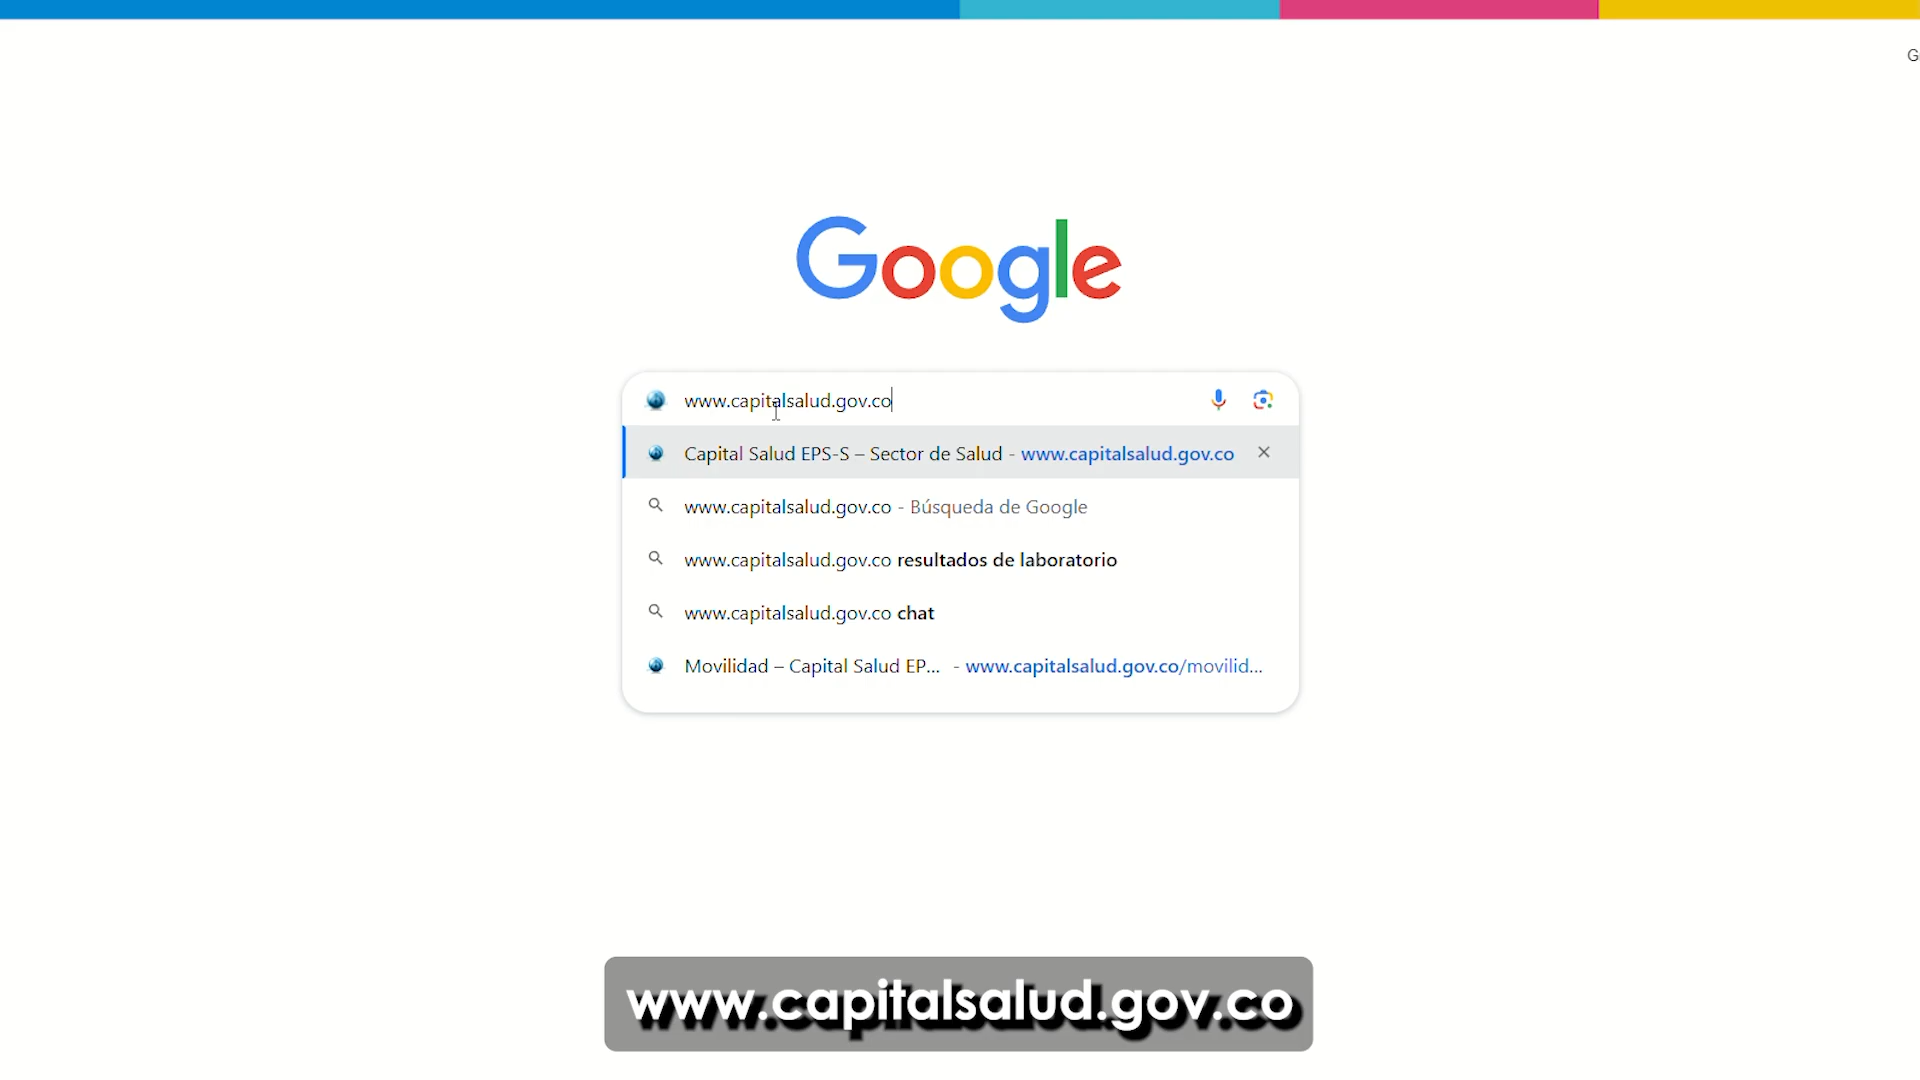 Google
www.capitalsalud.gov.co
Capital Salud EPS-S – Sector de Salud - www.capitalsalud.gov.co
www.capitalsalud.gov.co - Búsqueda de Google
www.capitalsalud.gov.co resultados de laboratorio
www.capitalsalud.gov.co chat
Movilidad – Capital Salud EP... - www.capitalsalud.gov.co/movilid...
www.capitalsalud.gov.co